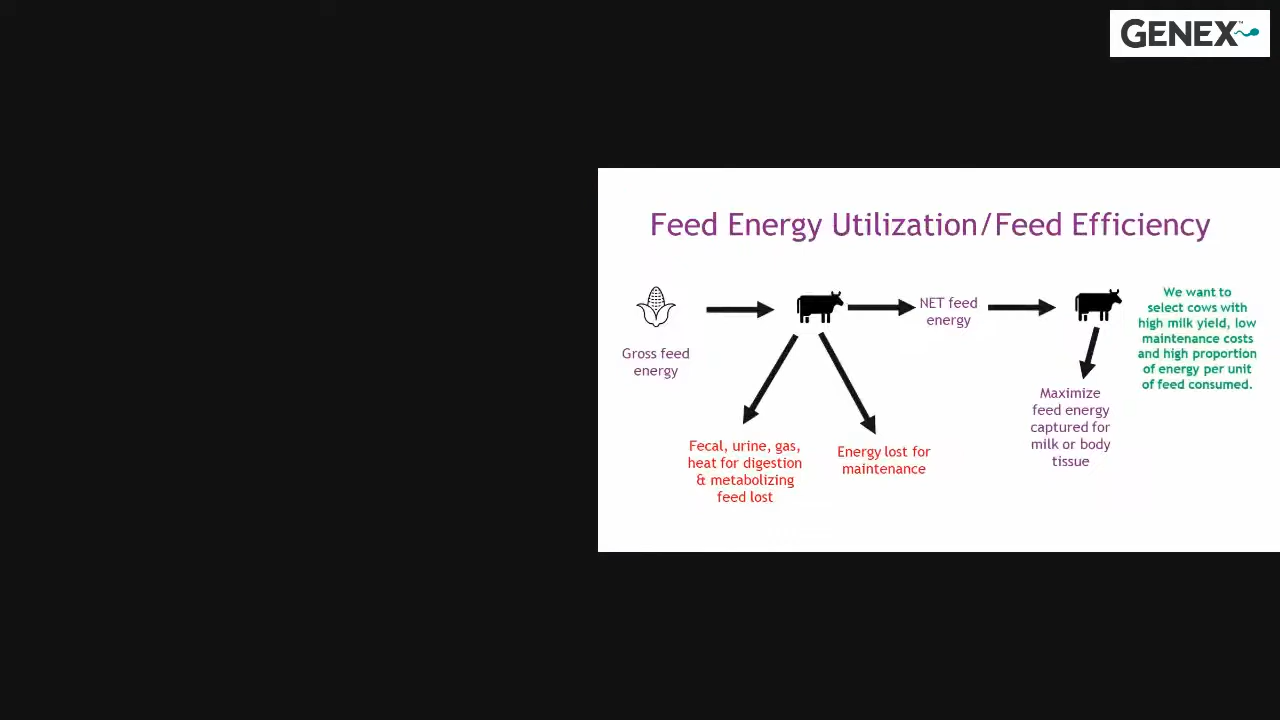 GENEX™
Feed Energy Utilization/Feed Efficiency
Gross feed
energy
NET feed
energy
We want to
select cows with
high milk yield, low
maintenance costs
and high proportion
of energy per unit
of feed consumed.
Maximize
feed energy
captured for
milk or body
tissue
Fecal, urine, gas,
heat for digestion
& metabolizing
feed lost
Energy lost for
maintenance